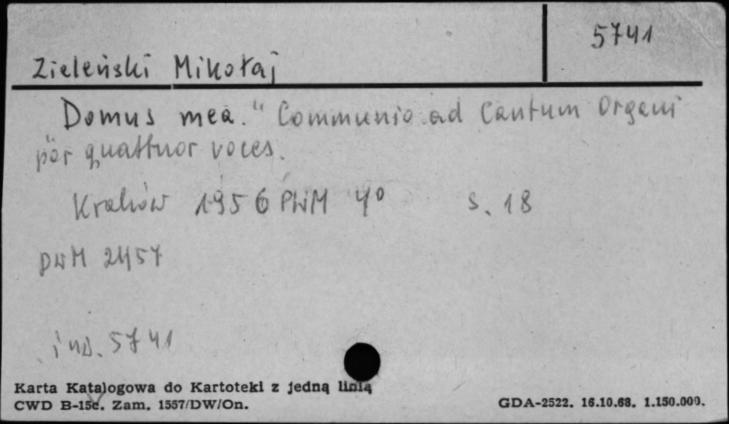 5741
Zieleński Mikołaj
Domus mea." Communio ad Cantum Organi
per quattuor voces.
Kraków 1956 PWM 4° s. 18
PWM 2457
inw. 5741
Karta Katalogowa do Kartoteki z jedną linią
CWD B-15c. Zam. 1557/DW/On. GDA-2522. 16.10.68. 1.150.000.